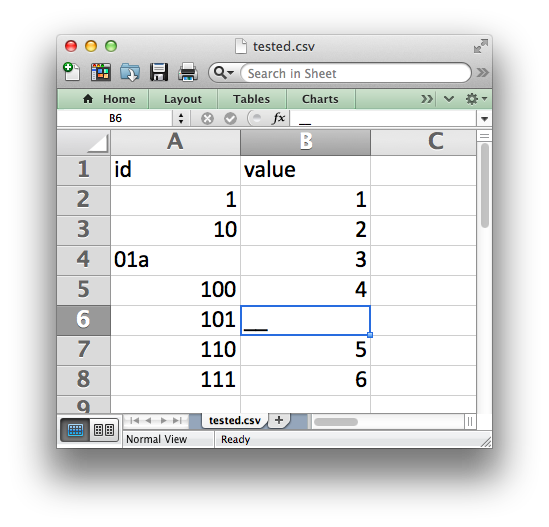 tested.csv
Search in Sheet
Home Layout Tables Charts
B6 fx __
A B C
1 id value
2 1 1
3 10 2
4 01a 3
5 100 4
6 101 __
7 110 5
8 111 6
9
tested.csv +
Normal View Ready